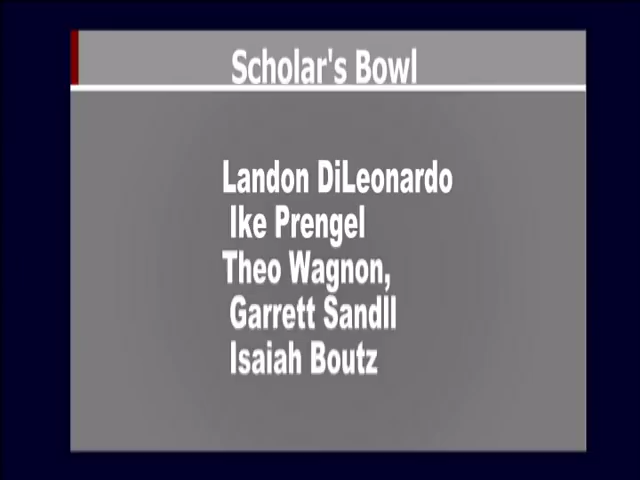 Scholar's Bowl
Landon DiLeonardo
Ike Prengel
Theo Wagnon,
Garrett Sandll
Isaiah Boutz